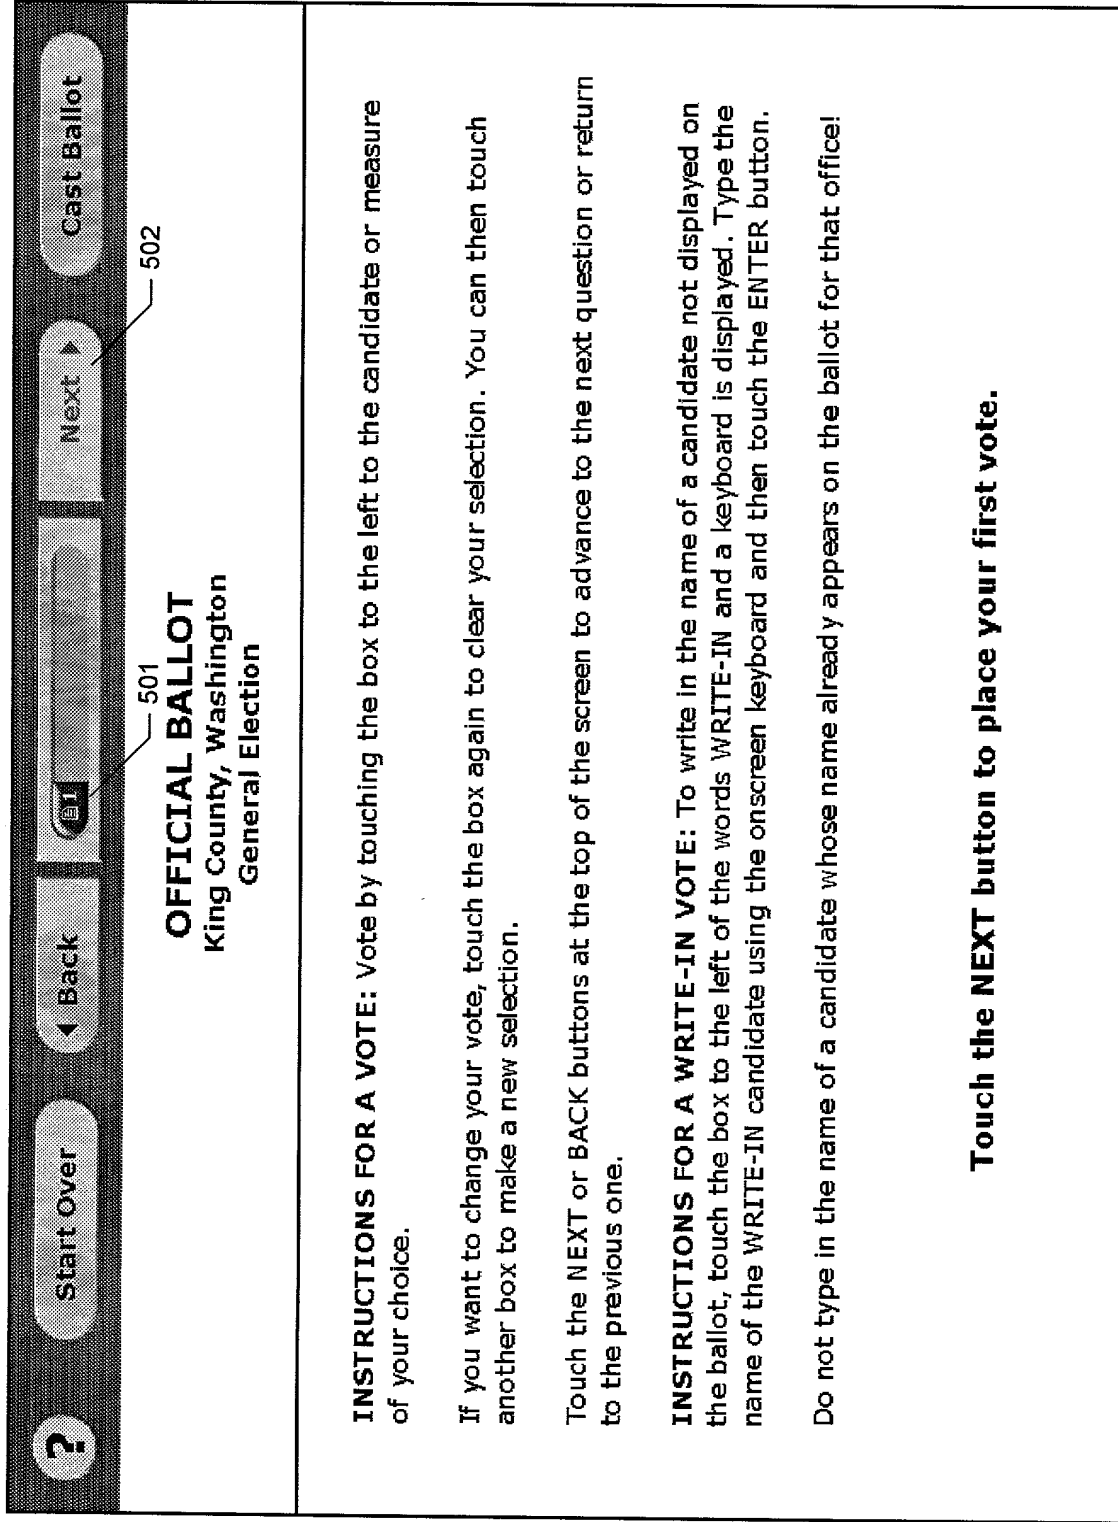 ?
Start Over
◄ Back
Next ►
Cast Ballot
501
502
OFFICIAL BALLOT
King County, Washington
General Election
INSTRUCTIONS FOR A VOTE: Vote by touching the box to the left to the candidate or measure
of your choice.
If you want to change your vote, touch the box again to clear your selection. You can then touch
another box to make a new selection.
Touch the NEXT or BACK buttons at the top of the screen to advance to the next question or return
to the previous one.
INSTRUCTIONS FOR A WRITE-IN VOTE: To write in the name of a candidate not displayed on
the ballot, touch the box to the left of the words WRITE-IN and a keyboard is displayed. Type the
name of the WRITE-IN candidate using the onscreen keyboard and then touch the ENTER button.
Do not type in the name of a candidate whose name already appears on the ballot for that office!
Touch the NEXT button to place your first vote.